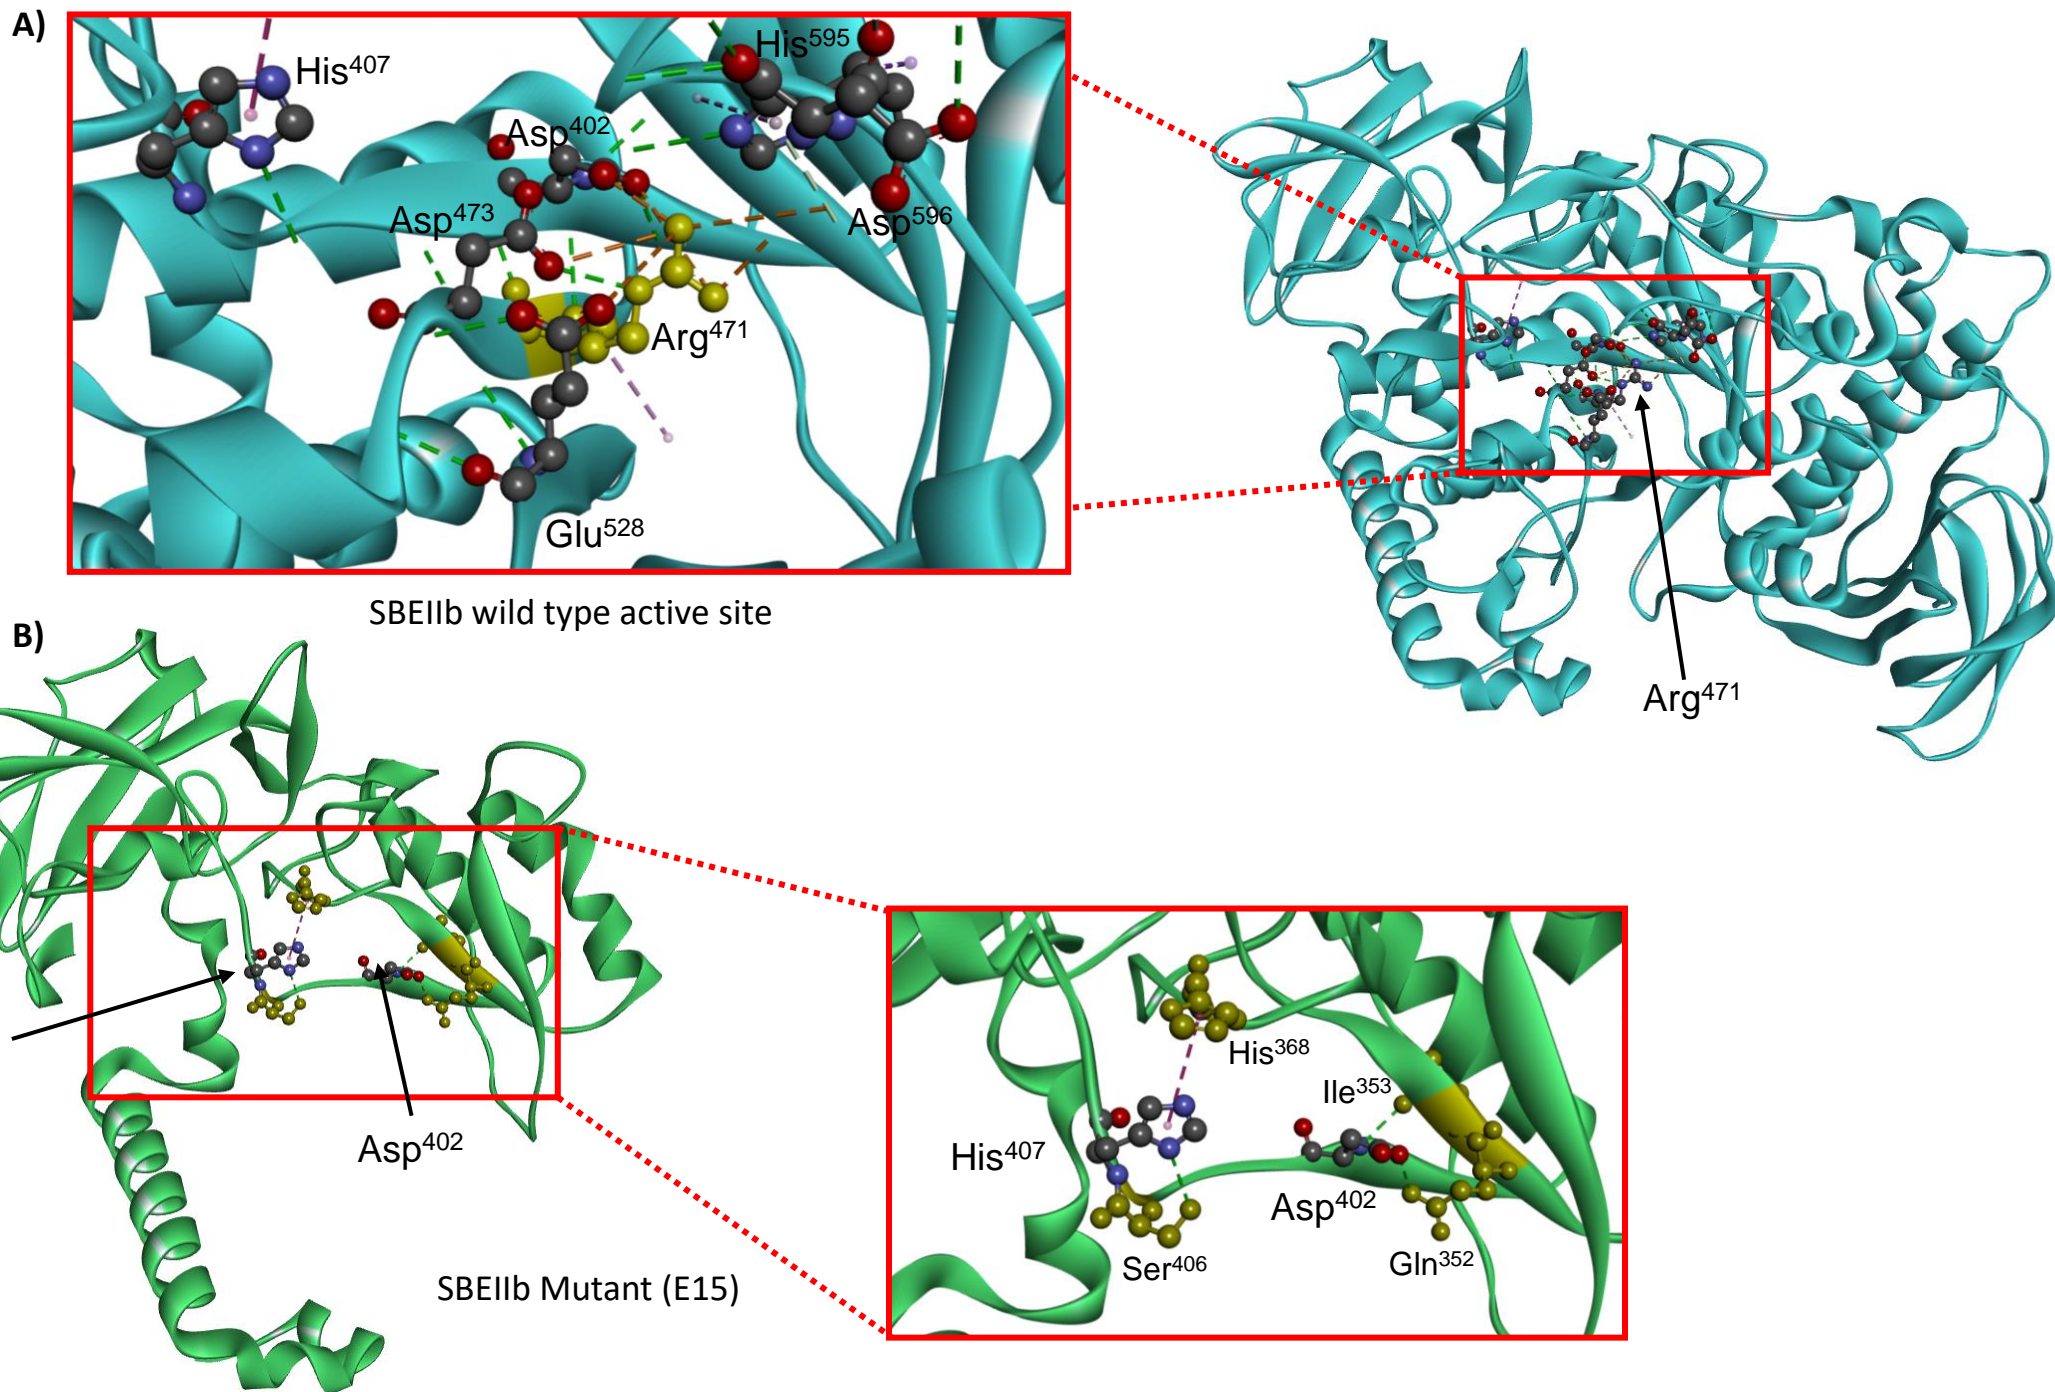 A)
His⁴⁰⁷
His⁵⁹⁵
Asp⁴⁰²
Asp⁴⁷³
Asp⁵⁹⁶
Arg⁴⁷¹
Glu⁵²⁸
SBEIIb wild type active site
Arg⁴⁷¹
B)
Asp⁴⁰²
SBEIIb Mutant (E15)
His³⁶⁸
Ile³⁵³
His⁴⁰⁷
Asp⁴⁰²
Ser⁴⁰⁶
Gln³⁵²